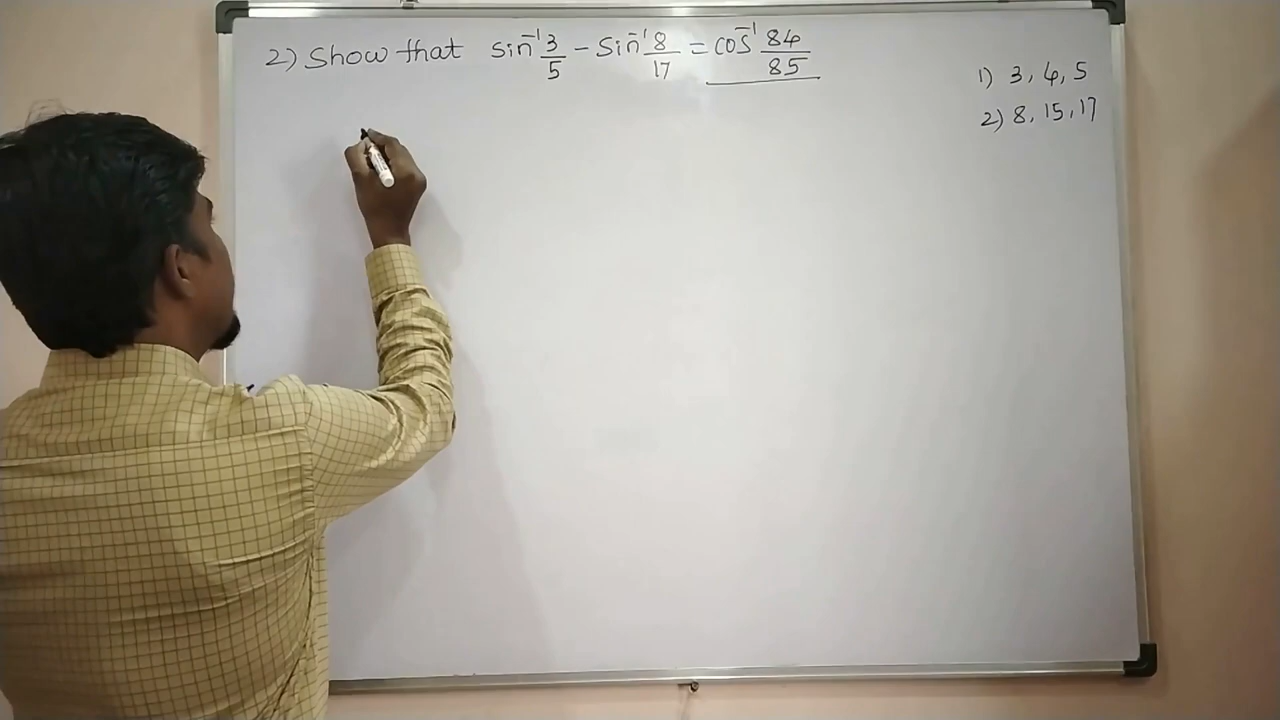 2) Show that sin⁻¹ 3/5 - Sin⁻¹ 8/17 = cos⁻¹ 84/85
1) 3, 4, 5
2) 8, 15, 17